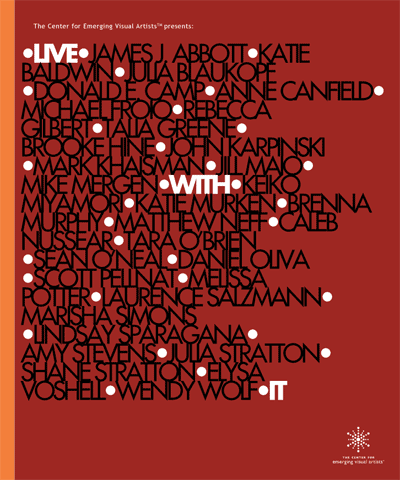 The Center for Emerging Visual Artists™ presents:
•LIVE•JAMES J. ABBOTT•KATIE
BALDWIN•JULIA BLAUKOPF
•DONALD E. CAMP•ANNE CANFIELD•
MICHAEL FROIO•REBECCA
GILBERT•TALIA GREENE•
BROOKE HINE•JOHN KARPINSKI
•MARK KHAISMAN•JILL MAIO•
MIKE MERGEN•WITH•KEIKO
MIYAMORI•KATIE MURKEN•BRENNA
MURPHY•MATTHEW NEFF•CALEB
NUSSEAR•TARA O'BRIEN
•SEAN O'NEAL•DANIEL OLIVA
•SCOTT PELLNAT•MELISSA
POTTER•LAURENCE SALZMANN•
MARISHA SIMONS
•LINDSAY SPARAGANA•
AMY STEVENS•JULIA STRATTON•
SHANE STRATTON•ELYSA
VOSHELL•WENDY WOLF•IT
THE CENTER FOR
emerging visual artists™